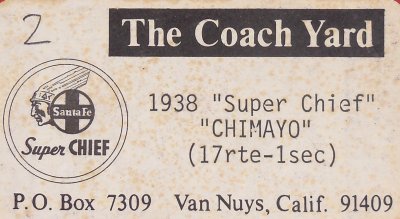 2
The Coach Yard
Santa Fe
Super CHIEF
1938 "Super Chief"
"CHIMAYO"
(17rte-1sec)
P.O. Box 7309 Van Nuys, Calif. 91409